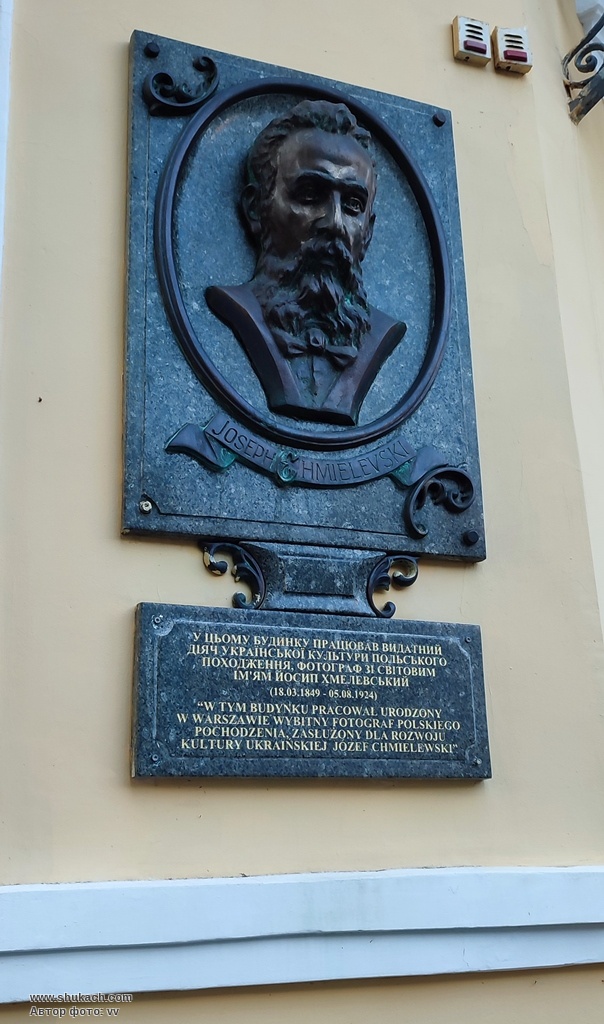 JOSEPH CHMIELEVSKI
У ЦЬОМУ БУДИНКУ ПРАЦЮВАВ ВИДАТНИЙ
ДІЯЧ УКРАЇНСЬКОЇ КУЛЬТУРИ ПОЛЬСЬКОГО
ПОХОДЖЕННЯ, ФОТОГРАФ ЗІ СВІТОВИМ
ІМ'ЯМ ЙОСИП ХМЕЛЕВСЬКИЙ
(18.03.1849 - 05.08.1924)
"W TYM BUDYNKU PRACOWAL URODZONY
W WARSZAWIE WYBITNY FOTOGRAF POLSKIEGO
POCHODZENIA, ZASŁUŻONY DLA ROZWOJU
KULTURY UKRAIŃSKIEJ JÓZEF CHMIELEWSKI"
www.shukach.com
Автор фото: vv